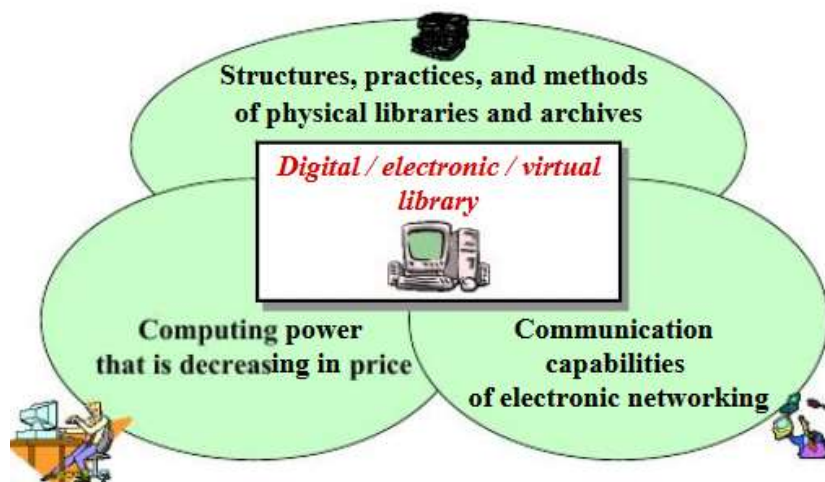 Structures, practices, and methods
of physical libraries and archives
Digital / electronic / virtual
library
Computing power
that is decreasing in price
Communication
capabilities
of electronic networking